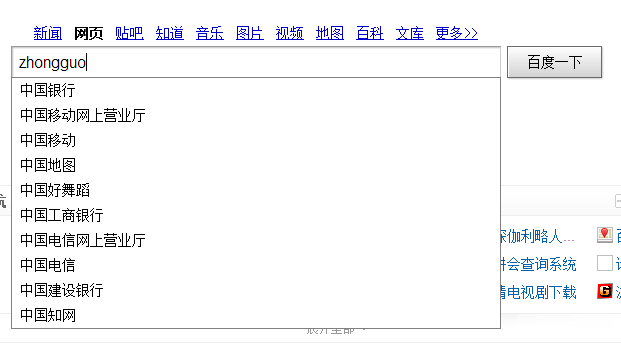 新闻 网页 贴吧 知道 音乐 图片 视频 地图 百科 文库 更多>>
zhongguo 百度一下
中国银行
中国移动网上营业厅
中国移动
中国地图
中国好舞蹈
中国工商银行
中国电信网上营业厅
中国电信
中国建设银行
中国知网
伽利略人...
会查询系统
电视剧下载
展开全部